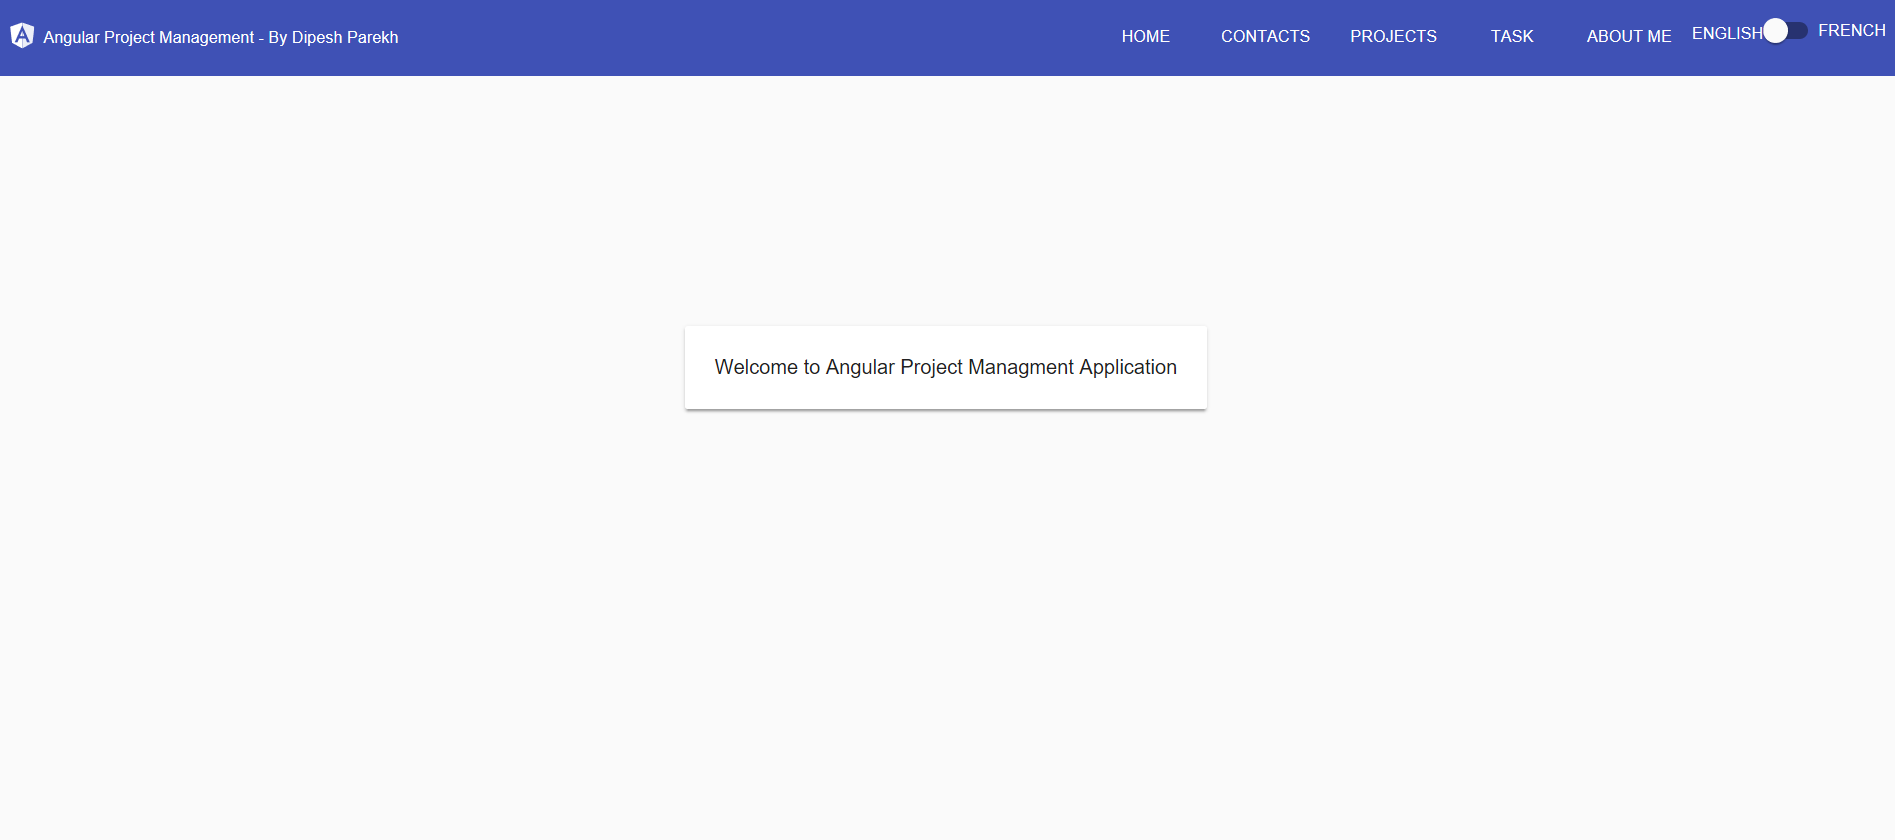 Angular Project Management - By Dipesh Parekh
HOME CONTACTS PROJECTS TASK ABOUT ME ENGLISH FRENCH
Welcome to Angular Project Managment Application